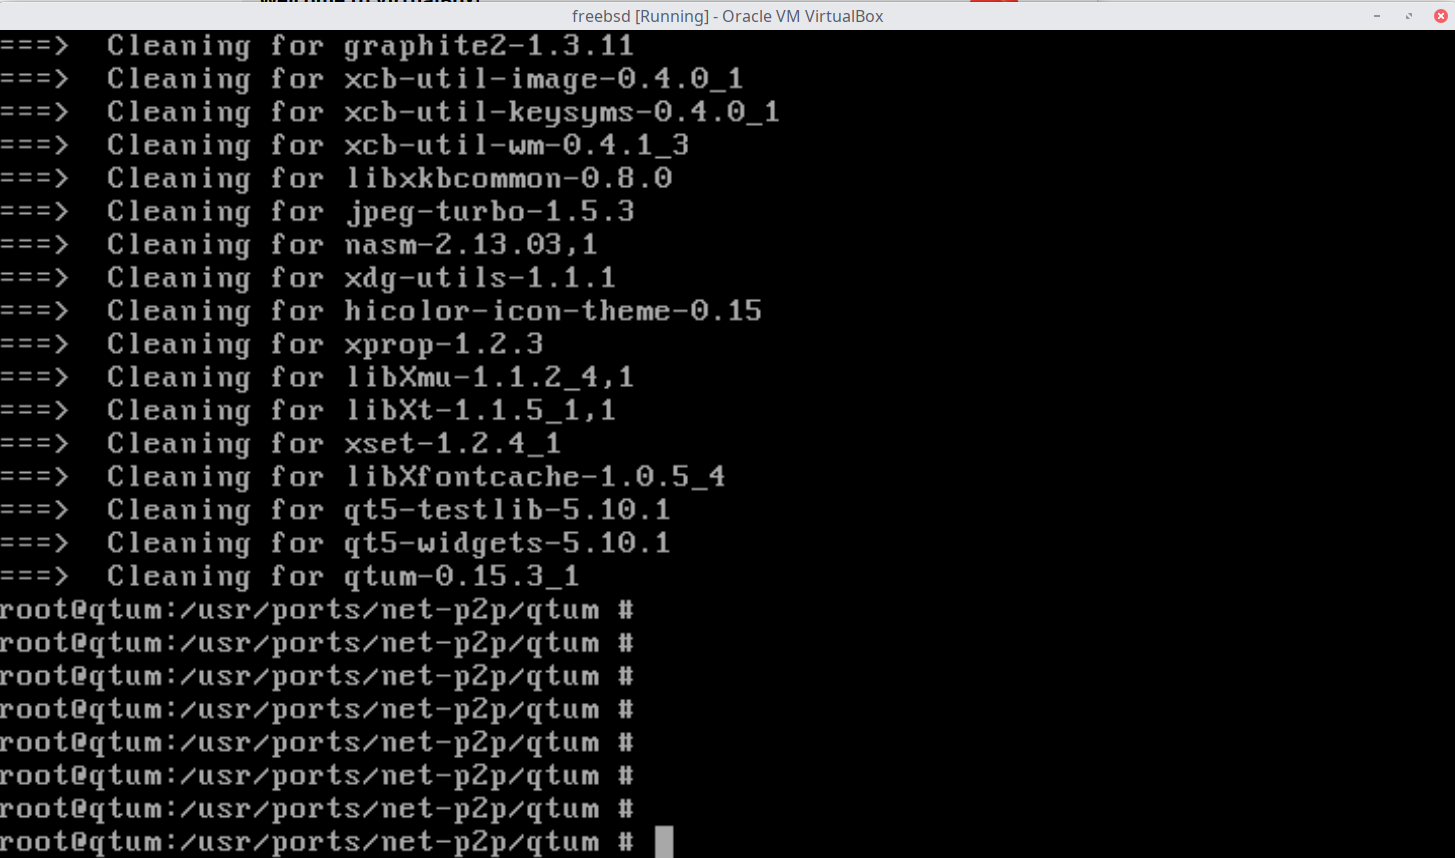 freebsd [Running] - Oracle VM VirtualBox
===>  Cleaning for graphite2-1.3.11
===>  Cleaning for xcb-util-image-0.4.0_1
===>  Cleaning for xcb-util-keysyms-0.4.0_1
===>  Cleaning for xcb-util-wm-0.4.1_3
===>  Cleaning for libxkbcommon-0.8.0
===>  Cleaning for jpeg-turbo-1.5.3
===>  Cleaning for nasm-2.13.03,1
===>  Cleaning for xdg-utils-1.1.1
===>  Cleaning for hicolor-icon-theme-0.15
===>  Cleaning for xprop-1.2.3
===>  Cleaning for libXmu-1.1.2_4,1
===>  Cleaning for libXt-1.1.5_1,1
===>  Cleaning for xset-1.2.4_1
===>  Cleaning for libXfontcache-1.0.5_4
===>  Cleaning for qt5-testlib-5.10.1
===>  Cleaning for qt5-widgets-5.10.1
===>  Cleaning for qtum-0.15.3_1
root@qtum:/usr/ports/net-p2p/qtum #
root@qtum:/usr/ports/net-p2p/qtum #
root@qtum:/usr/ports/net-p2p/qtum #
root@qtum:/usr/ports/net-p2p/qtum #
root@qtum:/usr/ports/net-p2p/qtum #
root@qtum:/usr/ports/net-p2p/qtum #
root@qtum:/usr/ports/net-p2p/qtum #
root@qtum:/usr/ports/net-p2p/qtum #